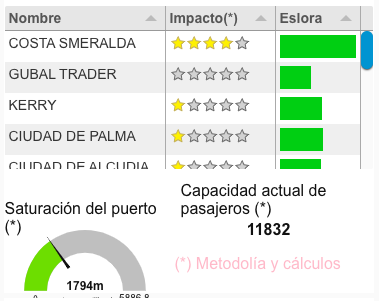 Nombre Impacto(*) Eslora
COSTA SMERALDA
GUBAL TRADER
KERRY
CIUDAD DE PALMA
CIUDAD DE ALCUDIA
Saturación del puerto
(*)
1794m
5886.8
Capacidad actual de
pasajeros (*)
11832
(*) Metodolía y cálculos